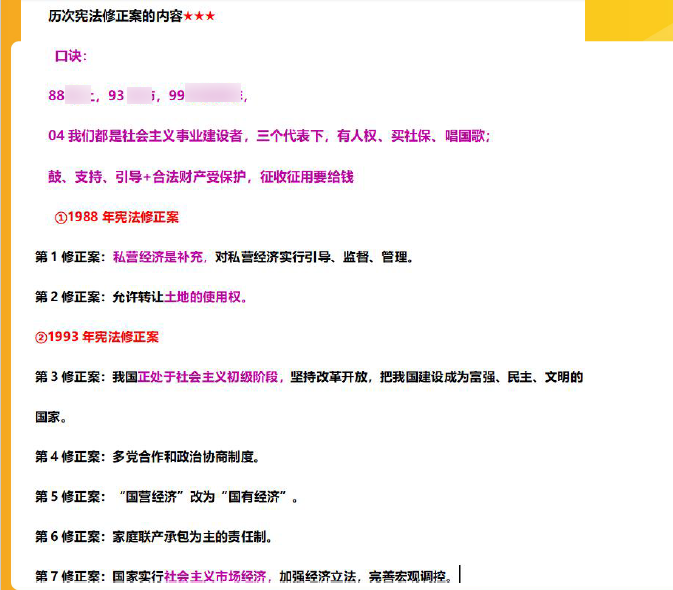 历次宪法修正案的内容★★★
口诀：
88，93，99，
04 我们都是社会主义事业建设者，三个代表下，有人权、买社保、唱国歌；
鼓、支持、引导+合法财产受保护，征收征用要给钱
①1988 年宪法修正案
第 1 修正案：私营经济是补充，对私营经济实行引导、监督、管理。
第 2 修正案：允许转让土地的使用权。
②1993 年宪法修正案
第 3 修正案：我国正处于社会主义初级阶段，坚持改革开放，把我国建设成为富强、民主、文明的
国家。
第 4 修正案：多党合作和政治协商制度。
第 5 修正案：“国营经济”改为“国有经济”。
第 6 修正案：家庭联产承包为主的责任制。
第 7 修正案：国家实行社会主义市场经济，加强经济立法，完善宏观调控。